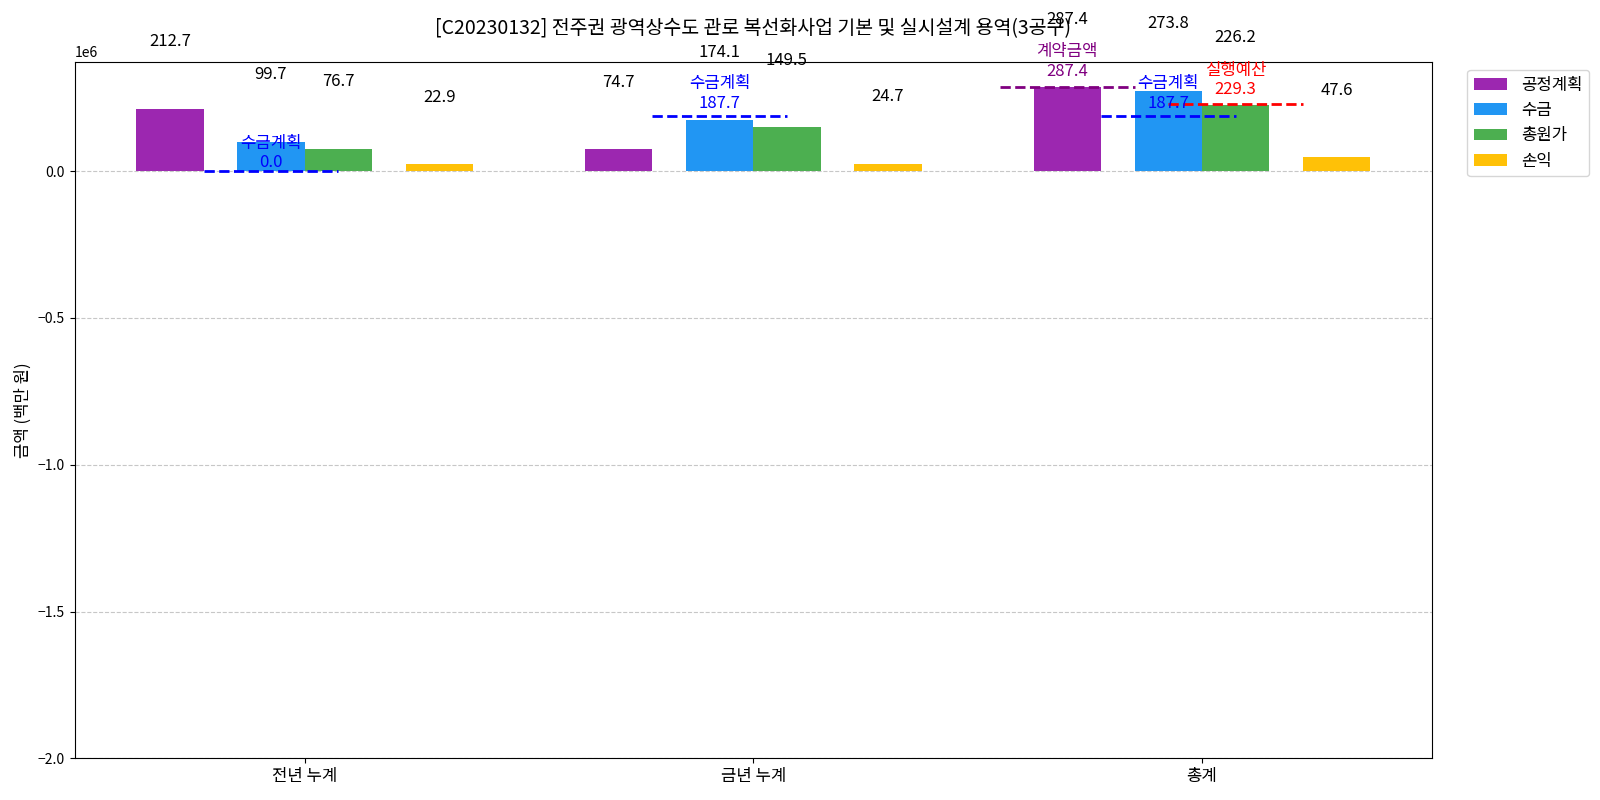 [C20230132] 전주권 광역상수도 관로 복선화사업 기본 및 실시설계 용역(3공구)
1e6
212.7
99.7
76.7
22.9
수금계획
0.0
74.7
174.1
149.5
24.7
수금계획
187.7
287.4
273.8
226.2
47.6
계약금액
287.4
수금계획
187.7
실행예산
229.3
공정계획
수금
총원가
손익
금액 (백만 원)
0.0
−0.5
−1.0
−1.5
−2.0
전년 누계
금년 누계
총계